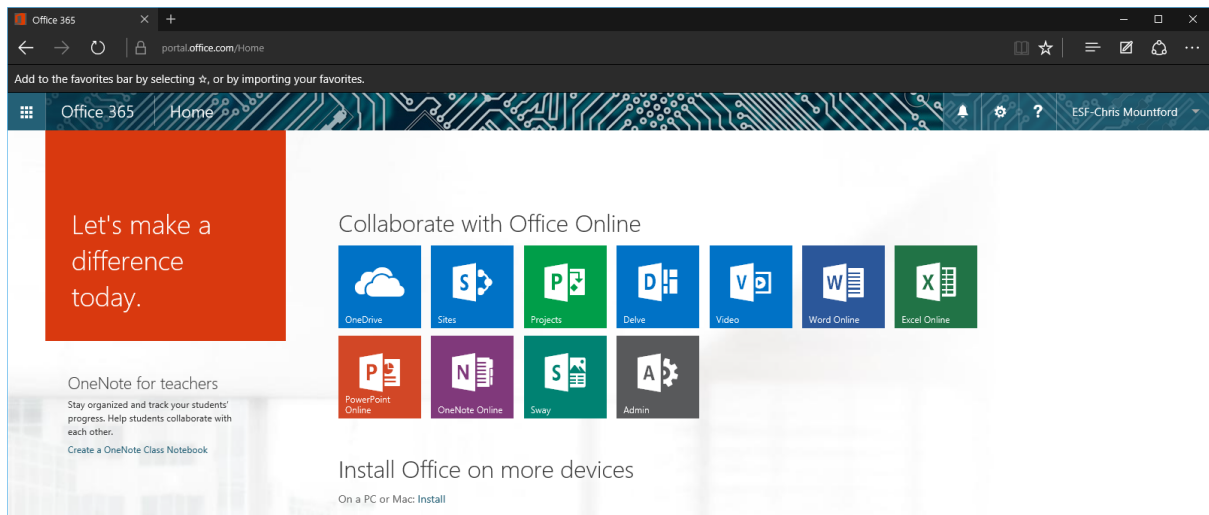 Office 365
portal.office.com/Home
Add to the favorites bar by selecting ☆, or by importing your favorites.
Office 365 Home ? ESF-Chris Mountford
Let's make a
difference
today.
Collaborate with Office Online
OneDrive
S
Sites
P
Projects
D
Delve
V
Video
W
Word Online
X
Excel Online
P
PowerPoint
Online
N
OneNote Online
S
Sway
A
Admin
OneNote for teachers
Stay organized and track your students'
progress. Help students collaborate with
each other.
Create a OneNote Class Notebook
Install Office on more devices
On a PC or Mac: Install